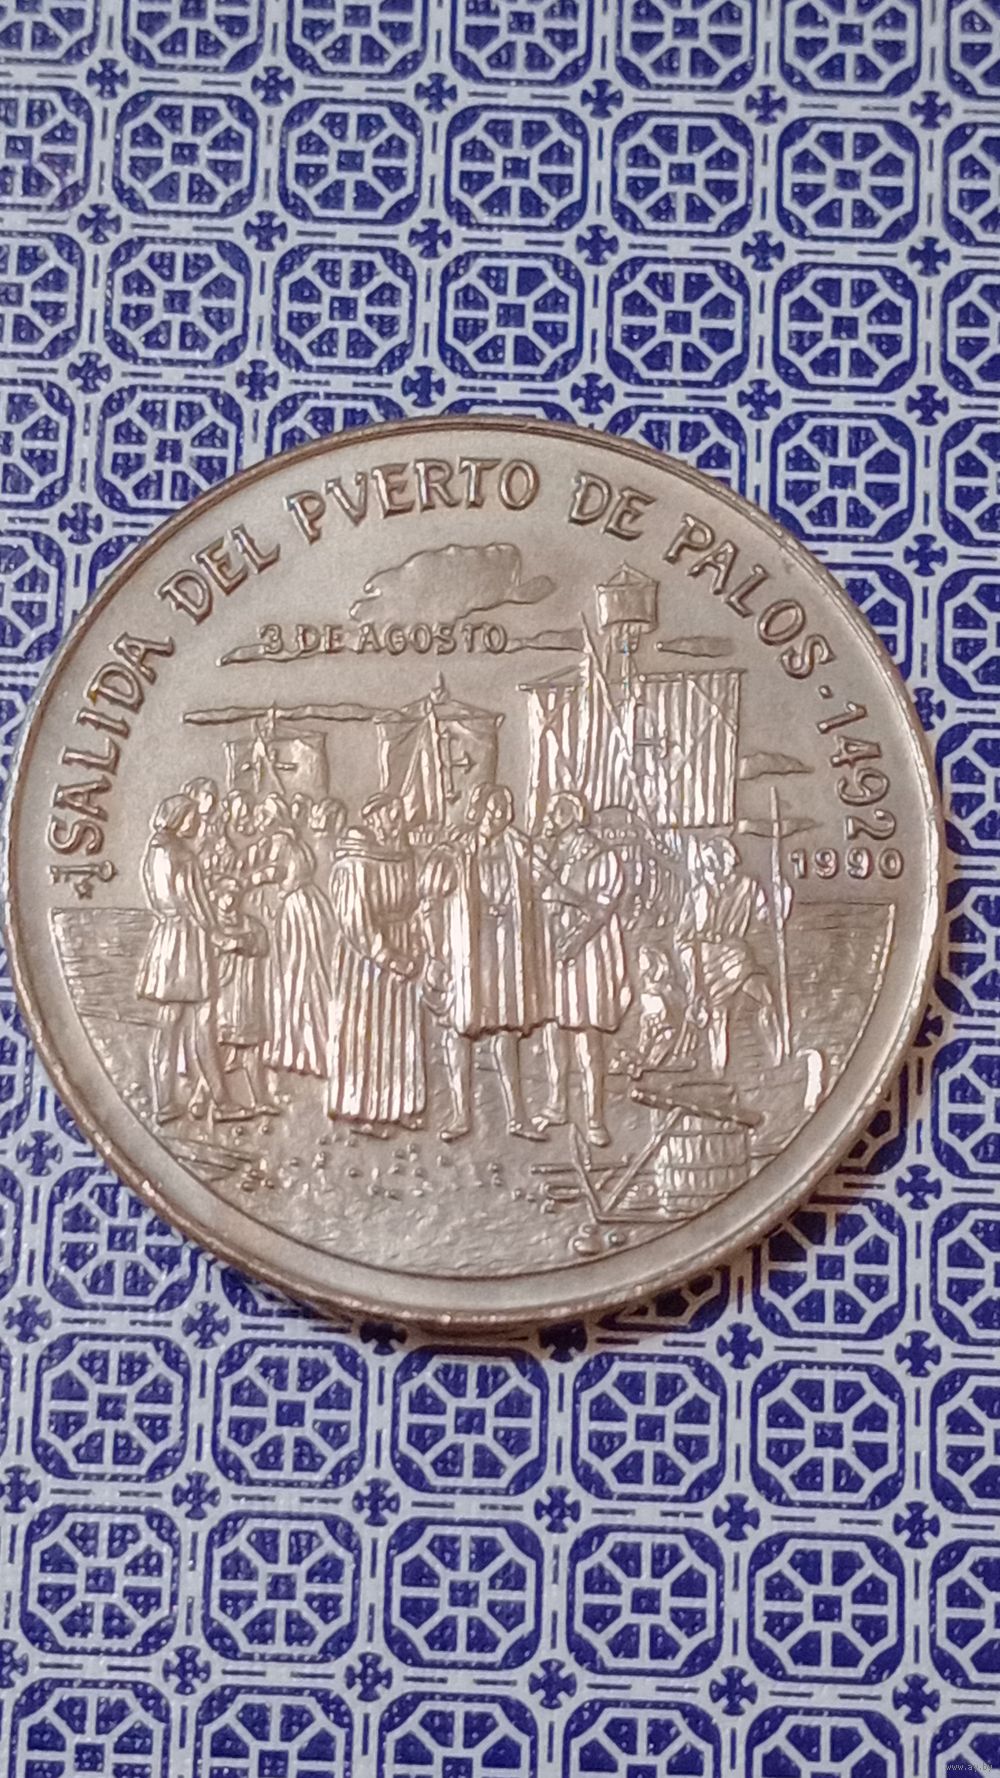 SALIDA DEL PVERTO DE PALOS · 1492
3 DE AGOSTO
1990